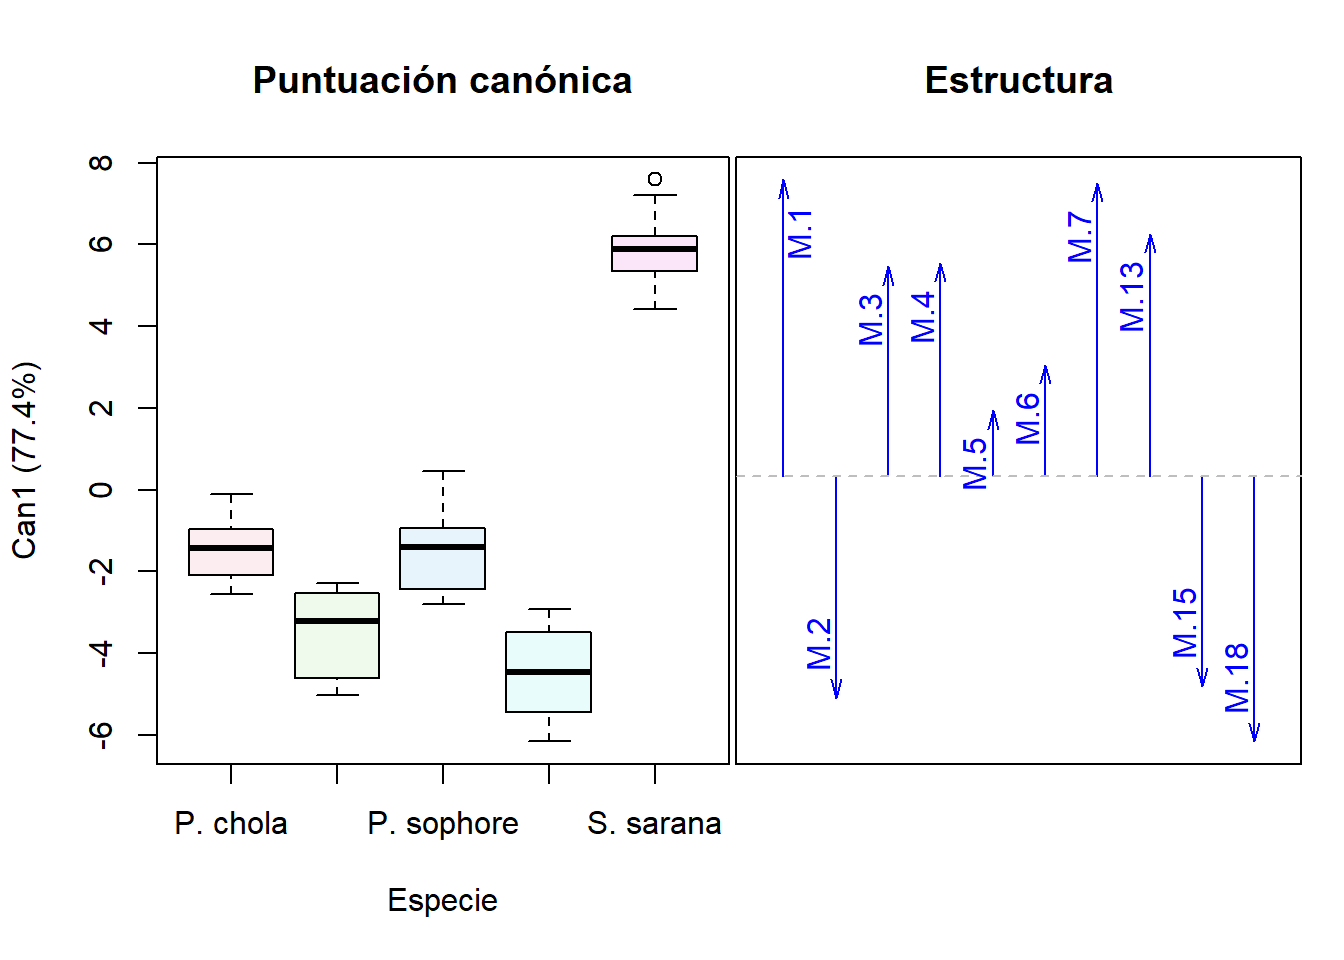 Puntuación canónica
Estructura
Can1 (77.4%)
8
6
4
2
0
-2
-4
-6
P. chola
P. sophore
S. sarana
Especie
M.1
M.2
M.3
M.4
M.5
M.6
M.7
M.13
M.15
M.18